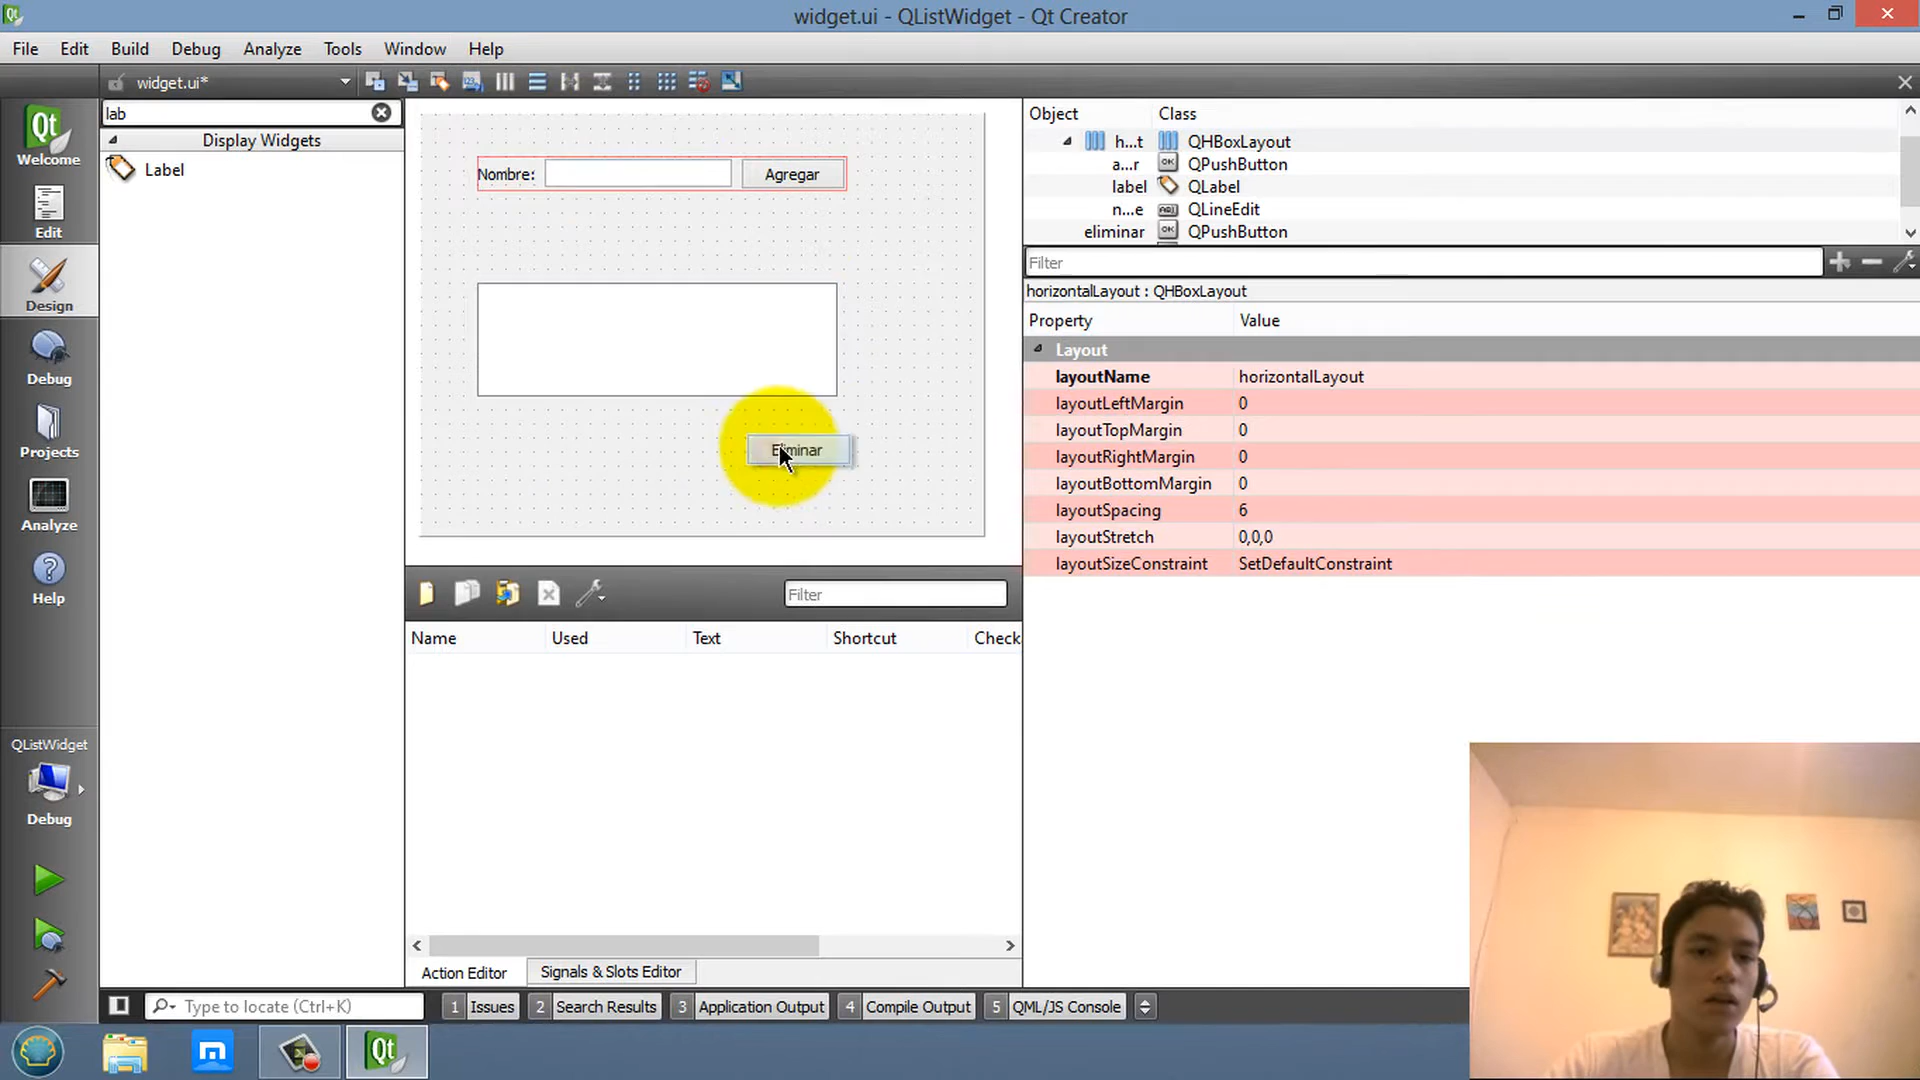 widget.ui - QListWidget - Qt Creator
File Edit Build Debug Analyze Tools Window Help
widget.ui*
lab
Display Widgets
Label
Welcome
Edit
Design
Debug
Projects
Analyze
Help
QListWidget
Debug
Nombre:
Agregar
Eliminar
Filter
Name Used Text Shortcut Check
Action Editor Signals & Slots Editor
Object Class
h...t QHBoxLayout
a...r QPushButton
label QLabel
n...e QLineEdit
eliminar QPushButton
Filter
horizontalLayout : QHBoxLayout
Property Value
Layout
layoutName horizontalLayout
layoutLeftMargin 0
layoutTopMargin 0
layoutRightMargin 0
layoutBottomMargin 0
layoutSpacing 6
layoutStretch 0,0,0
layoutSizeConstraint SetDefaultConstraint
Type to locate (Ctrl+K) 1 Issues 2 Search Results 3 Application Output 4 Compile Output 5 QML/JS Console